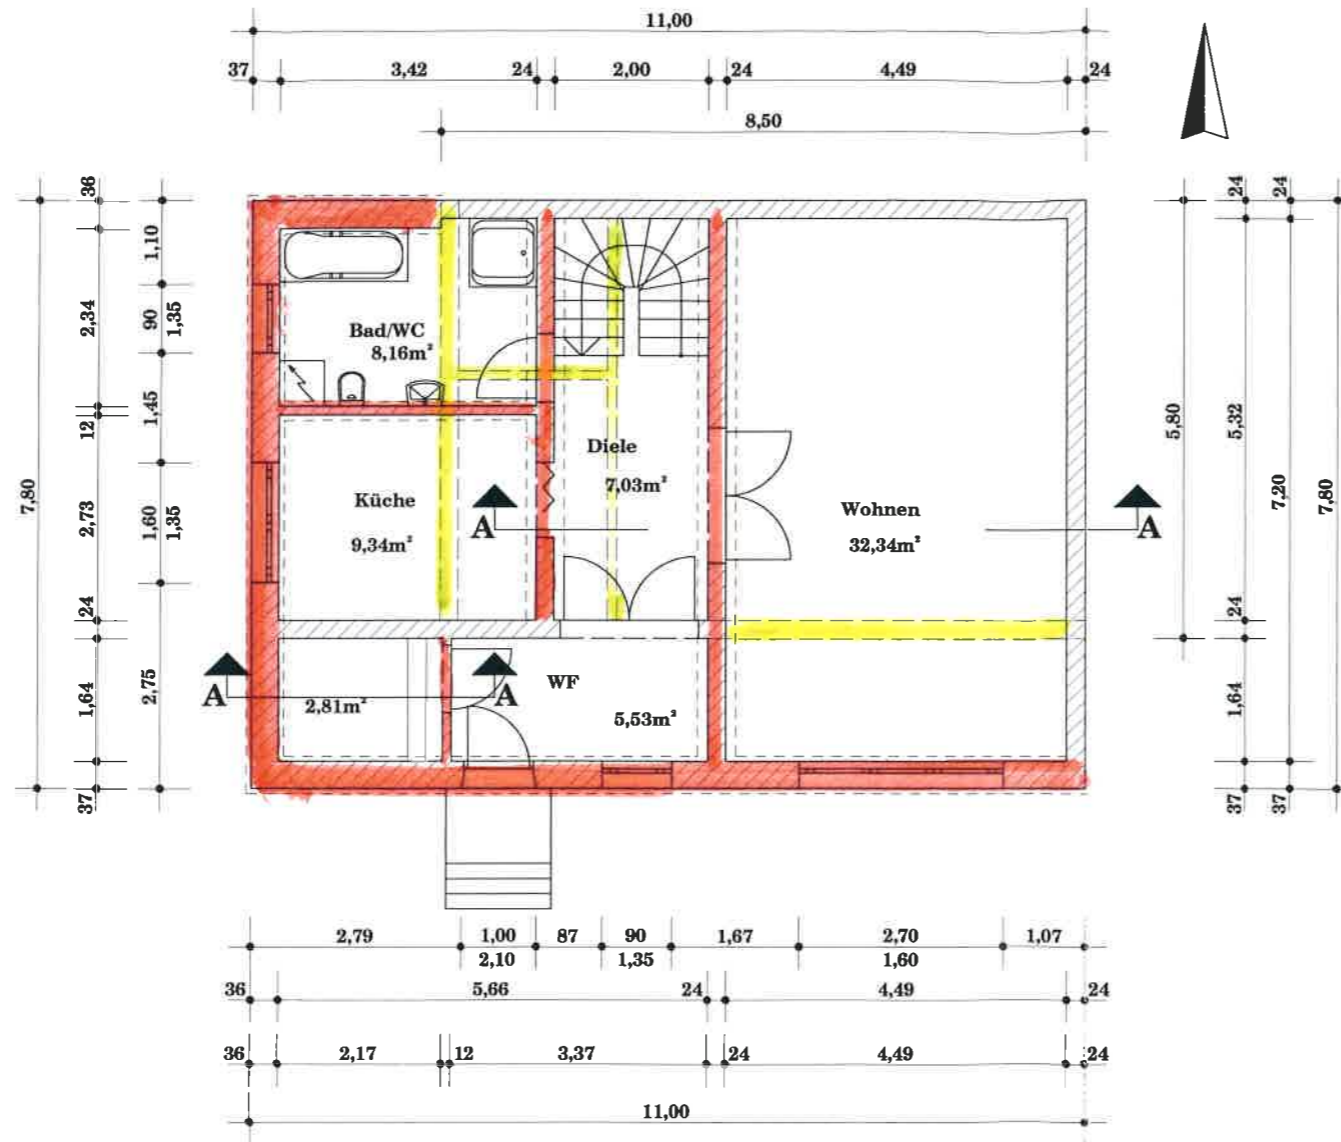 11,00
37 3,42 24 2,00 24 4,49 24
8,50
36
1,10
2,34
90
1,35
12
1,45
7,80
2,73
1,60
1,35
24
1,64
2,75
37
24
24
5,80
5,32
7,20
7,80
24
1,64
37
37
Bad/WC
8,16m²
Diele
7,03m²
Küche
9,34m²
Wohnen
32,34m²
A
A
A
A
WF
2,81m²
5,53m²
2,79 1,00 87 90 1,67 2,70 1,07
2,10 1,35 1,60
36 5,66 24 4,49 24
36 2,17 12 3,37 24 4,49 24
11,00